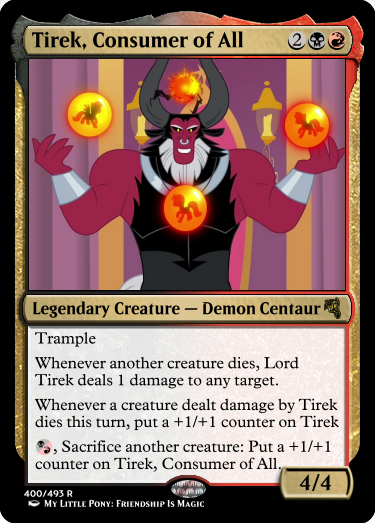 Tirek, Consumer of All 2
Legendary Creature — Demon Centaur
Trample
Whenever another creature dies, Lord
Tirek deals 1 damage to any target.
Whenever a creature dealt damage by Tirek
dies this turn, put a +1/+1 counter on Tirek
, Sacrifice another creature: Put a +1/+1
counter on Tirek, Consumer of All.
4/4
400/493 R
My Little Pony: Friendship Is Magic